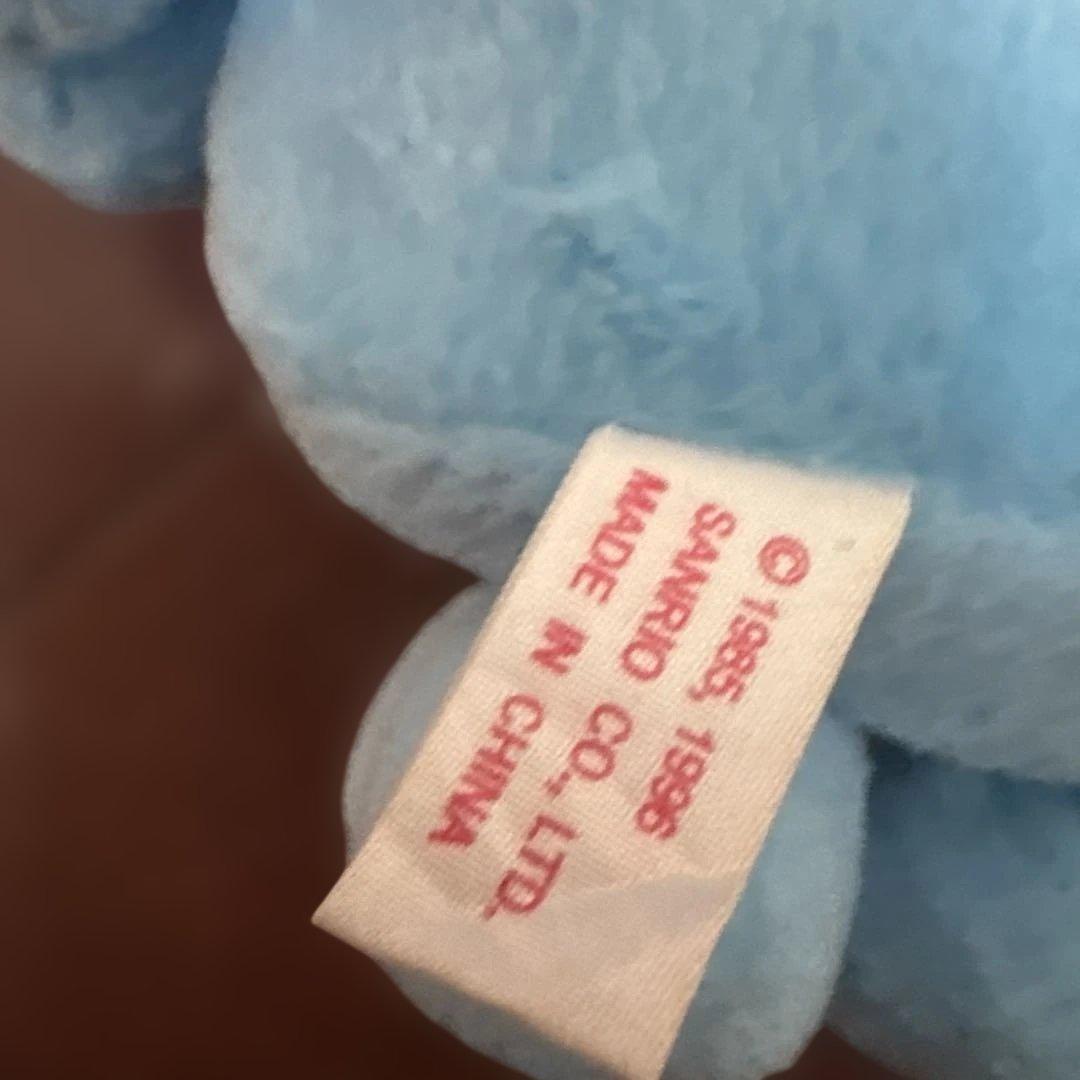 © 1985, 1996
SANRIO CO., LTD.
MADE IN CHINA